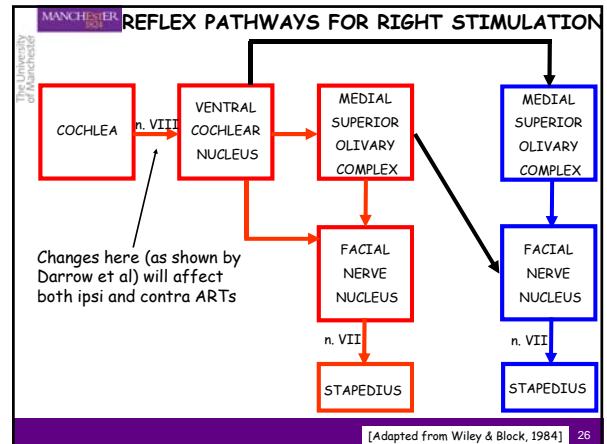 MANCHESTER
1824
The University
of Manchester
REFLEX PATHWAYS FOR RIGHT STIMULATION
COCHLEA
n. VIII
VENTRAL
COCHLEAR
NUCLEUS
MEDIAL
SUPERIOR
OLIVARY
COMPLEX
MEDIAL
SUPERIOR
OLIVARY
COMPLEX
Changes here (as shown by
Darrow et al) will affect
both ipsi and contra ARTs
FACIAL
NERVE
NUCLEUS
FACIAL
NERVE
NUCLEUS
n. VII
n. VII
STAPEDIUS
STAPEDIUS
[Adapted from Wiley & Block, 1984]
26